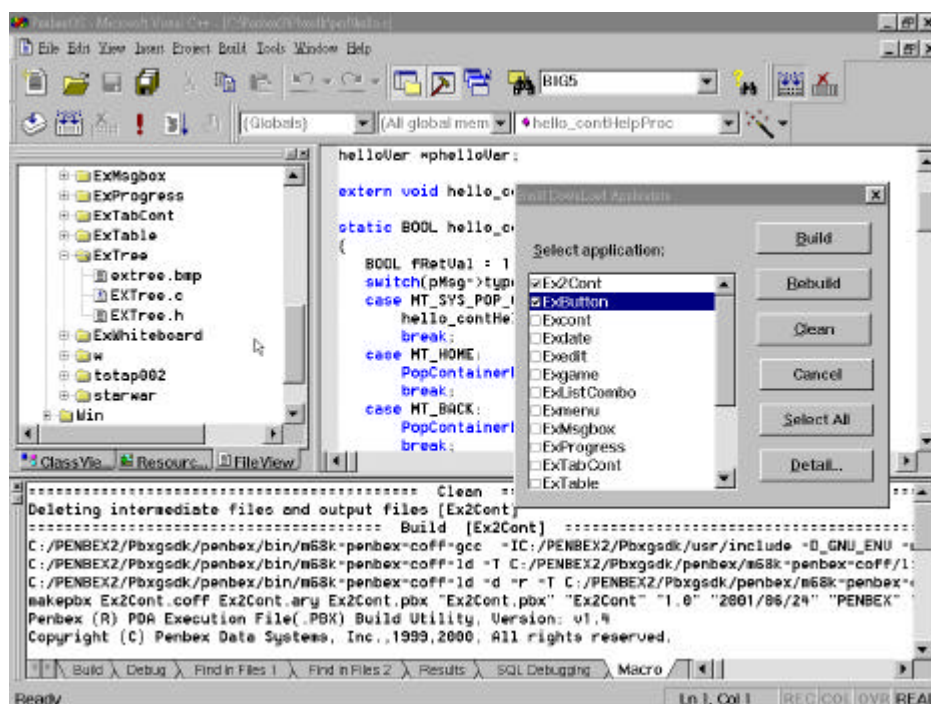 PenbexOS - Microsoft Visual C++ -
File Edit View Insert Project Build Tools Window Help
BIG5
(Globals)
(All global mem
hello_contHelpProc
ExMsgbox
ExProgress
ExTabCont
ExTable
ExTree
extree.bmp
EXTree.c
EXTree.h
ExWhiteboard
w
totap002
starwar
Win
ClassVie...
Resourc...
FileView
helloVar *phelloVar;
extern void hello_c
static BOOL hello_c
{
BOOL fRetVal = 1
switch(pMsg->typ
case MT_SYS_POP_
hello_contHe
break;
case MT_HOME:
PopContainer
break;
case MT_BACK:
PopContainer
break;
Build DownLoad Application
Select application:
Ex2Cont
ExButton
Excont
Exdate
Exedit
Exgame
ExListCombo
Exmenu
ExMsgbox
ExProgress
ExTabCont
ExTable
Build
Rebuild
Clean
Cancel
Select All
Detail...
========================================== Clean ==
Deleting intermediate files and output files [Ex2Cont]
====================================== Build [Ex2Cont] ======================================
C:/PENBEX2/Pbxgsdk/penbex/bin/m68k-penbex-coff-gcc -IC:/PENBEX2/Pbxgsdk/usr/include -D_GNU_ENU
C:/PENBEX2/Pbxgsdk/penbex/bin/m68k-penbex-coff-ld -T C:/PENBEX2/Pbxgsdk/penbex/m68k-penbex-coff/l
C:/PENBEX2/Pbxgsdk/penbex/bin/m68k-penbex-coff-ld -d -r -T C:/PENBEX2/Pbxgsdk/penbex/m68k-penbex-
makepbx Ex2Cont.coff Ex2Cont.ary Ex2Cont.pbx "Ex2Cont.pbx" "Ex2Cont" "1.0" "2001/06/24" "PENBEX"
Penbex (R) PDA Execution File(.PBX) Build Utility, Version: v1.4
Copyright (C) Penbex Data Systems, Inc.,1999,2000, All rights reserved.
Build Debug Find in Files 1 Find in Files 2 Results SQL Debugging Macro
Ready
Ln 1, Col 1 REC COL OVR READ